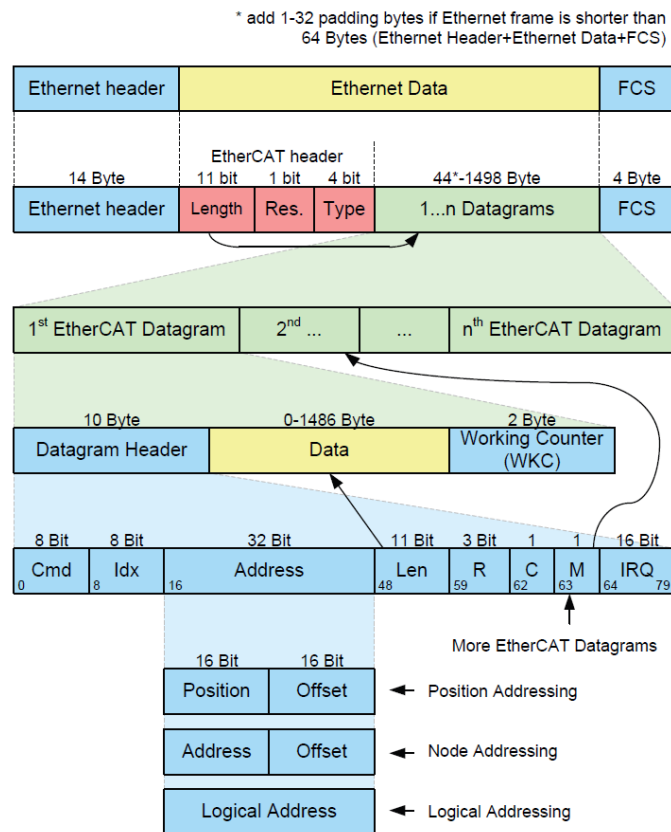 * add 1-32 padding bytes if Ethernet frame is shorter than
64 Bytes (Ethernet Header+Ethernet Data+FCS)
Ethernet header Ethernet Data FCS
EtherCAT header
14 Byte 11 bit 1 bit 4 bit 44*-1498 Byte 4 Byte
Ethernet header Length Res. Type 1...n Datagrams FCS
1st EtherCAT Datagram 2nd ... ... nth EtherCAT Datagram
10 Byte 0-1486 Byte 2 Byte
Datagram Header Data Working Counter
(WKC)
8 Bit 8 Bit 32 Bit 11 Bit 3 Bit 1 1 16 Bit
Cmd Idx Address Len R C M IRQ
0 8 16 48 59 62 63 64 79
More EtherCAT Datagrams
16 Bit 16 Bit
Position Offset Position Addressing
Address Offset Node Addressing
Logical Address Logical Addressing